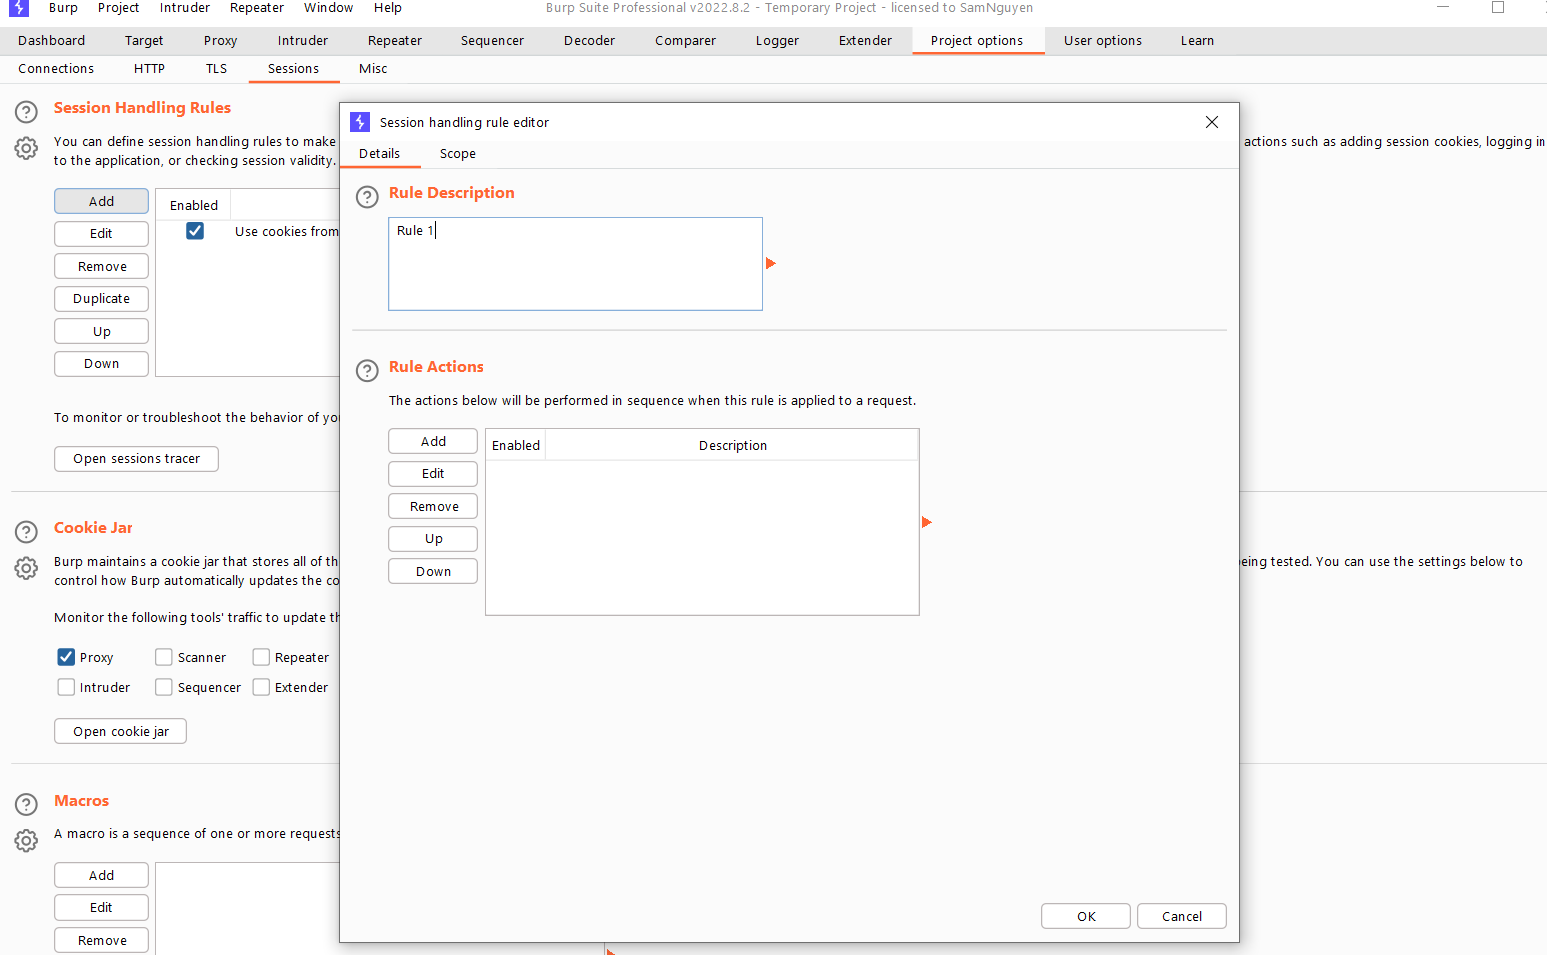 Burp Project Intruder Repeater Window Help
Burp Suite Professional v2022.8.2 - Temporary Project - licensed to SamNguyen
Dashboard Target Proxy Intruder Repeater Sequencer Decoder Comparer Logger Extender Project options User options Learn
Connections HTTP TLS Sessions Misc
Session Handling Rules
You can define session handling rules to make
actions such as adding session cookies, logging in
to the application, or checking session validity.
Add
Edit
Remove
Duplicate
Up
Down
Enabled
Use cookies from
To monitor or troubleshoot the behavior of yo
Open sessions tracer
Cookie Jar
Burp maintains a cookie jar that stores all of th
eing tested. You can use the settings below to
control how Burp automatically updates the co
Monitor the following tools' traffic to update th
Proxy Scanner Repeater
Intruder Sequencer Extender
Open cookie jar
Macros
A macro is a sequence of one or more requests
Add
Edit
Remove
Session handling rule editor
Details Scope
Rule Description
Rule 1
Rule Actions
The actions below will be performed in sequence when this rule is applied to a request.
Add
Edit
Remove
Up
Down
Enabled Description
OK Cancel